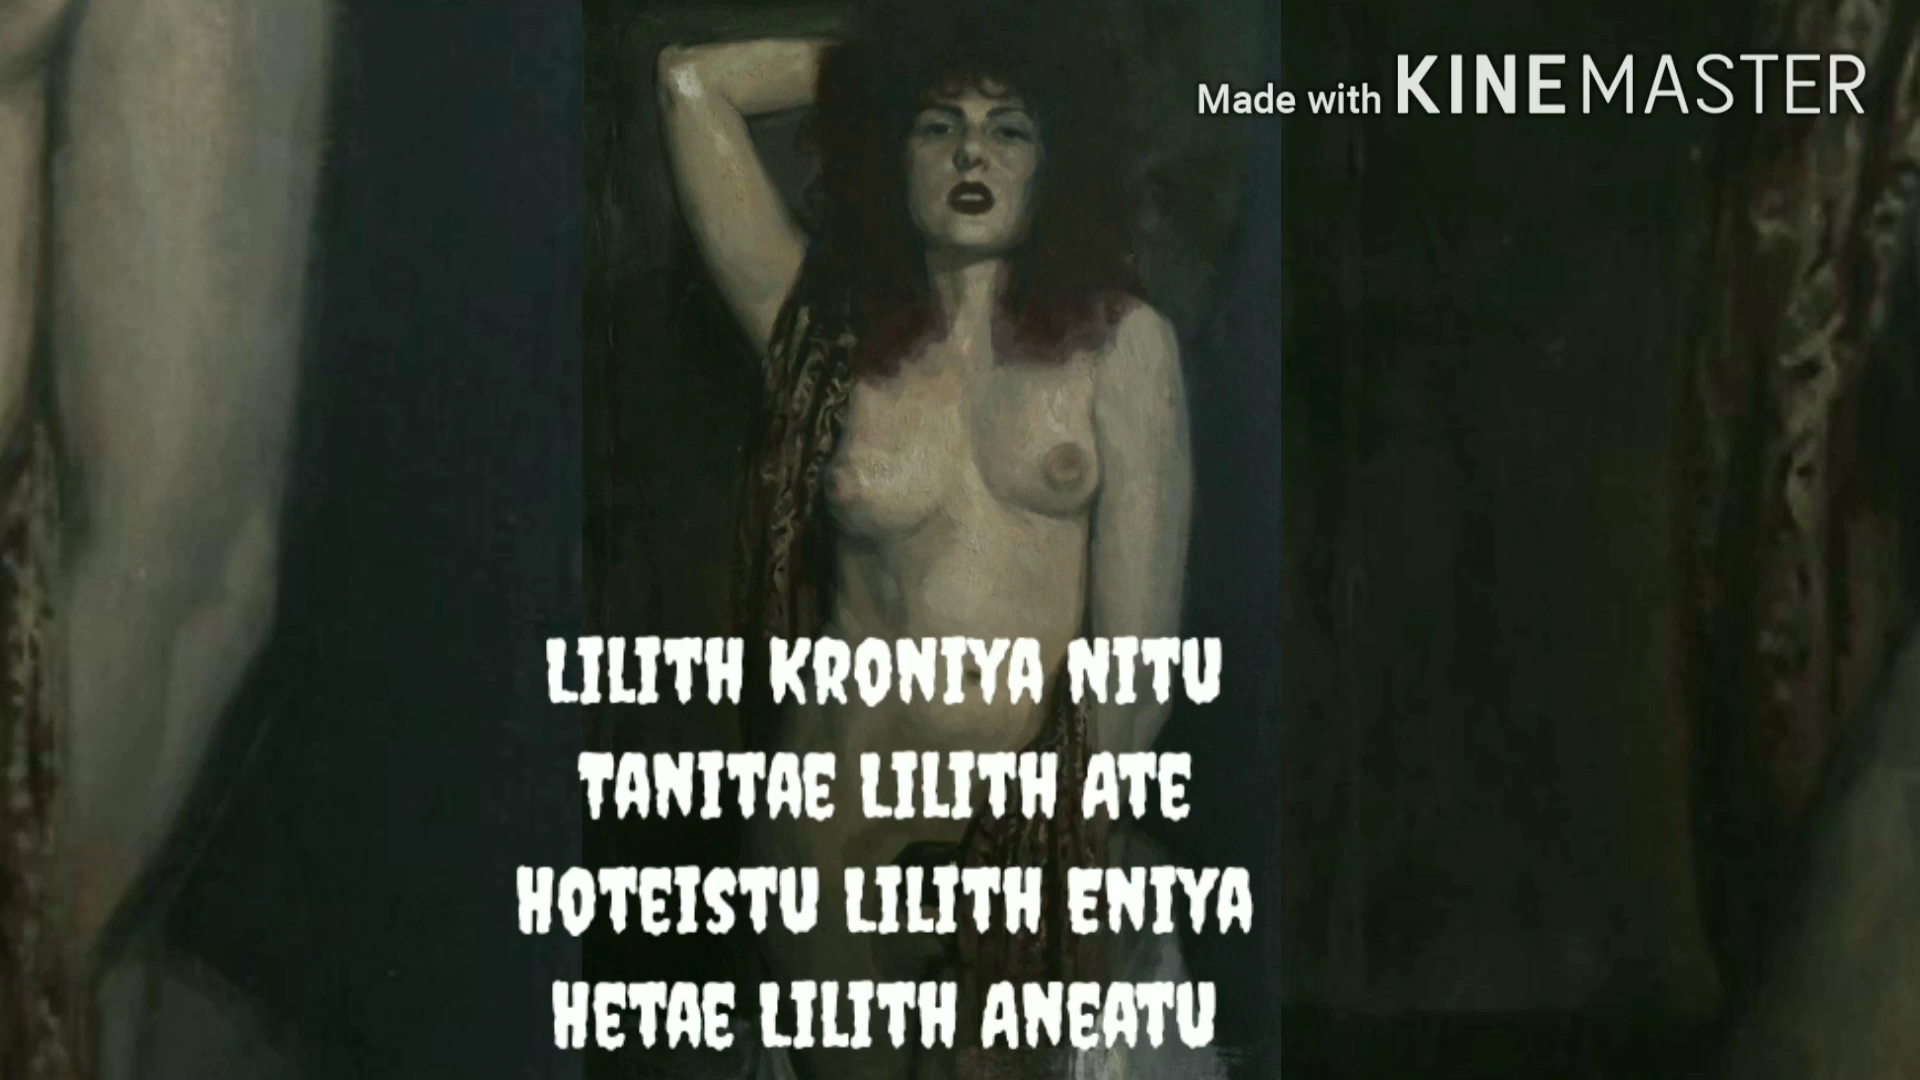 Made with KINEMASTER
LILITH KRONIYA NITU
TANITAE LILITH ATE
HOTEISTU LILITH ENIYA
HETAE LILITH ANEATU